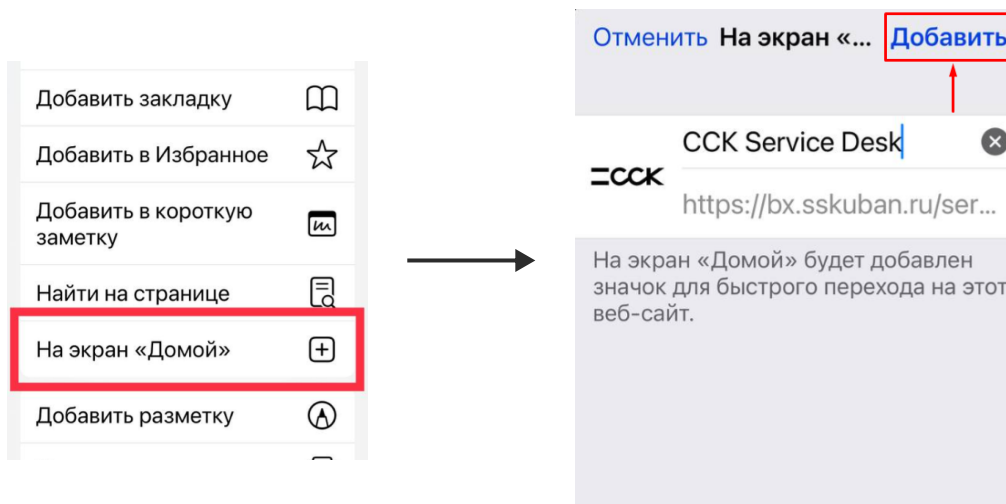 Добавить закладку
Добавить в Избранное
Добавить в короткую
заметку
Найти на странице
На экран «Домой»
Добавить разметку
Отменить На экран «... Добавить
CCK Service Desk
ΞCCK
https://bx.sskuban.ru/ser...
На экран «Домой» будет добавлен
значок для быстрого перехода на этот
веб-сайт.